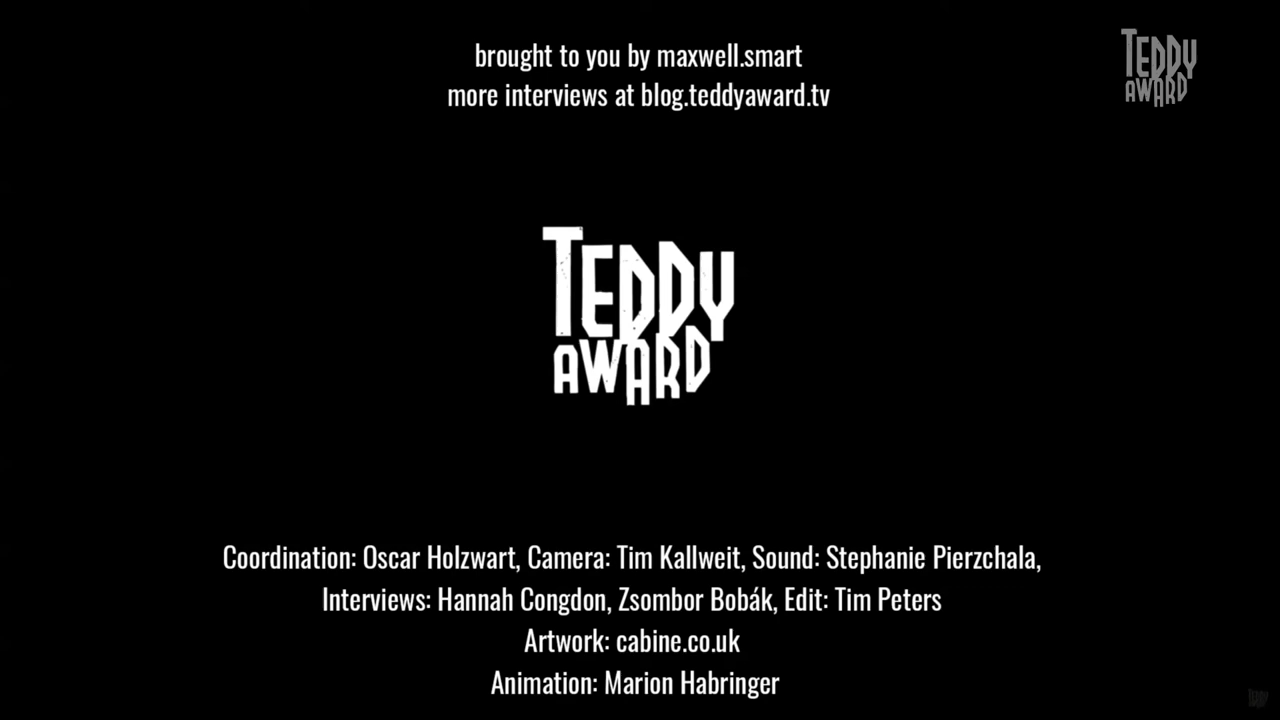 brought to you by maxwell.smart
more interviews at blog.teddyaward.tv
TEDDY
AWARD
TEDDY
AWARD
Coordination: Oscar Holzwart, Camera: Tim Kallweit, Sound: Stephanie Pierzchala,
Interviews: Hannah Congdon, Zsombor Bobák, Edit: Tim Peters
Artwork: cabine.co.uk
Animation: Marion Habringer
TEDDY
AWARD